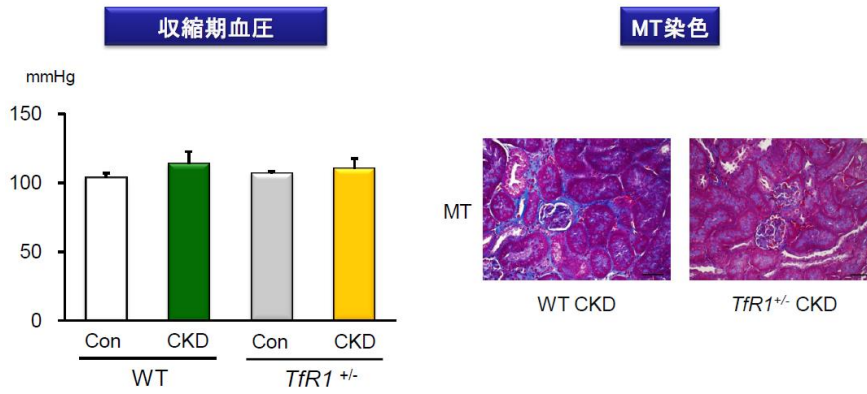 収縮期血圧
mmHg
150
100
50
0
Con
CKD
Con
CKD
WT
TfR1 +/-
MT染色
MT
WT CKD
TfR1+/- CKD